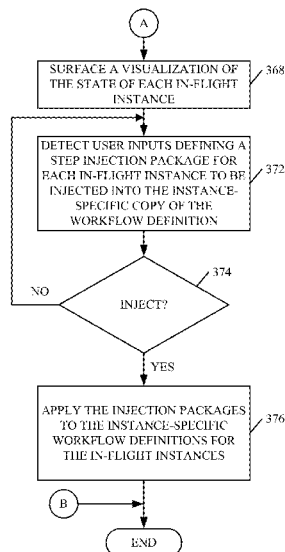 A
SURFACE A VISUALIZATION OF
THE STATE OF EACH IN-FLIGHT
INSTANCE
368
DETECT USER INPUTS DEFINING A
STEP INJECTION PACKAGE FOR
EACH IN-FLIGHT INSTANCE TO BE
INJECTED INTO THE INSTANCE-
SPECIFIC COPY OF THE
WORKFLOW DEFINITION
372
INJECT?
374
NO
YES
APPLY THE INJECTION PACKAGES
TO THE INSTANCE-SPECIFIC
WORKFLOW DEFINITIONS FOR
THE IN-FLIGHT INSTANCES
376
B
END